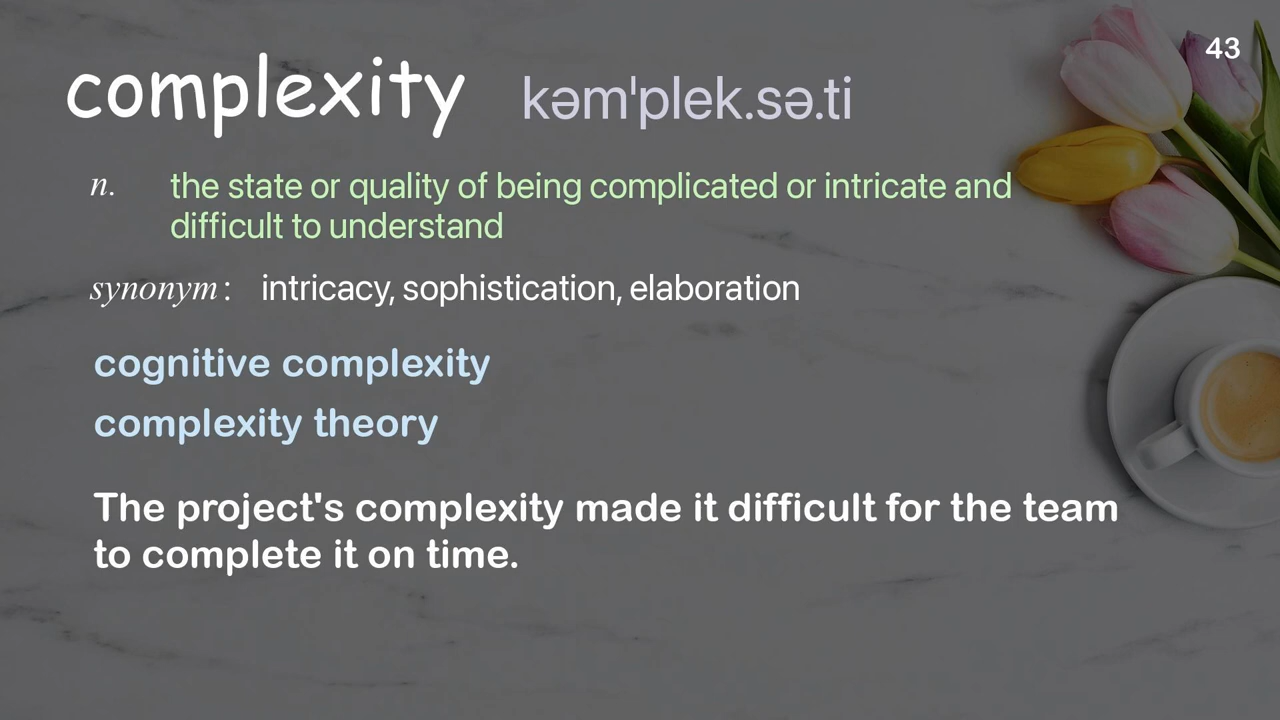 43
complexity kəmˈplek.sə.ti
n. the state or quality of being complicated or intricate and
difficult to understand
synonym: intricacy, sophistication, elaboration
cognitive complexity
complexity theory
The project's complexity made it difficult for the team
to complete it on time.